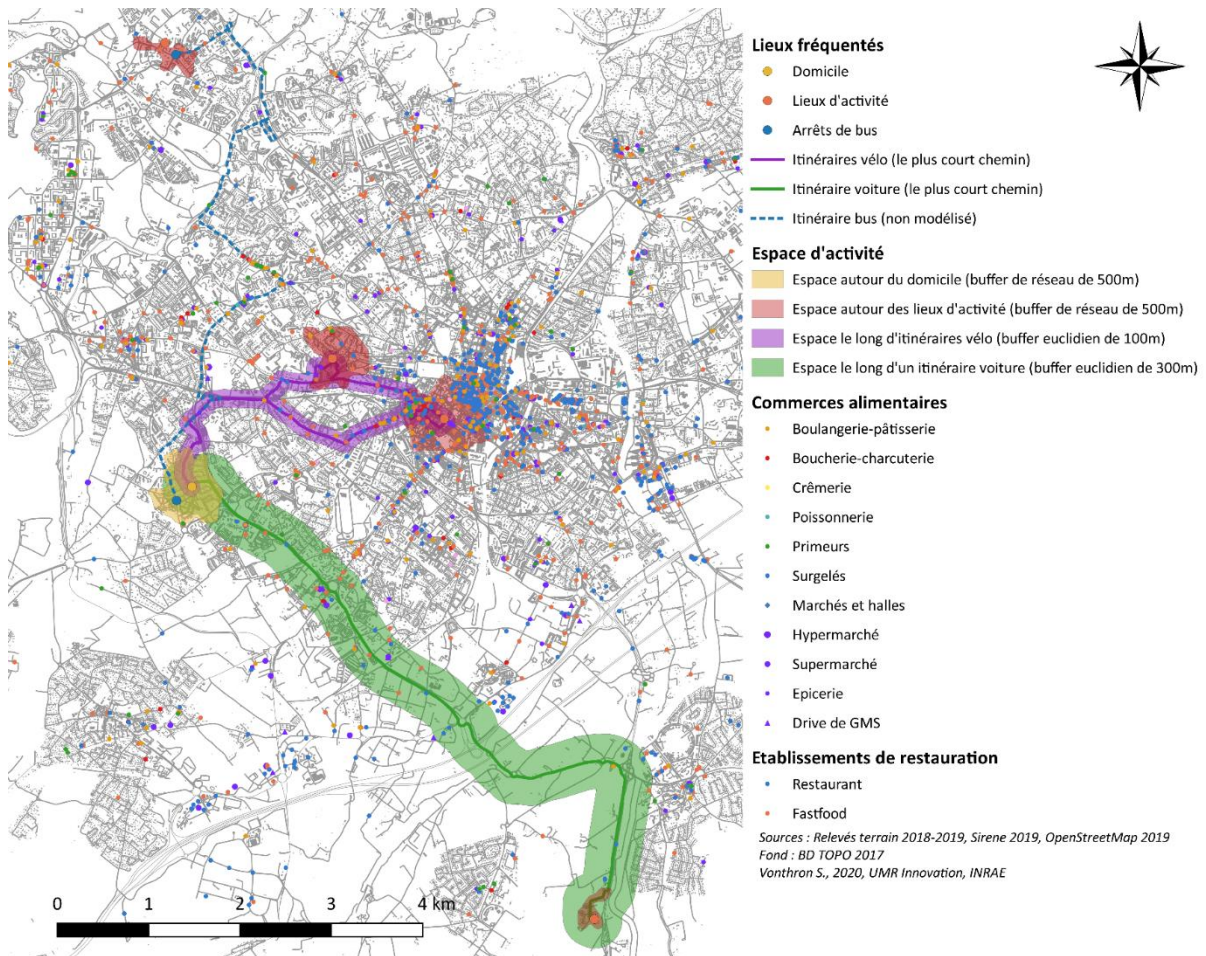 Lieux fréquentés
Domicile
Lieux d'activité
Arrêts de bus
Itinéraires vélo (le plus court chemin)
Itinéraire voiture (le plus court chemin)
Itinéraire bus (non modélisé)
Espace d'activité
Espace autour du domicile (buffer de réseau de 500m)
Espace autour des lieux d'activité (buffer de réseau de 500m)
Espace le long d'itinéraires vélo (buffer euclidien de 100m)
Espace le long d'un itinéraire voiture (buffer euclidien de 300m)
Commerces alimentaires
Boulangerie-pâtisserie
Boucherie-charcuterie
Crêmerie
Poissonnerie
Primeurs
Surgelés
Marchés et halles
Hypermarché
Supermarché
Epicerie
Drive de GMS
Etablissements de restauration
Restaurant
Fastfood
Sources : Relevés terrain 2018-2019, Sirene 2019, OpenStreetMap 2019
Fond : BD TOPO 2017
Vonthron S., 2020, UMR Innovation, INRAE
0 1 2 3 4 km